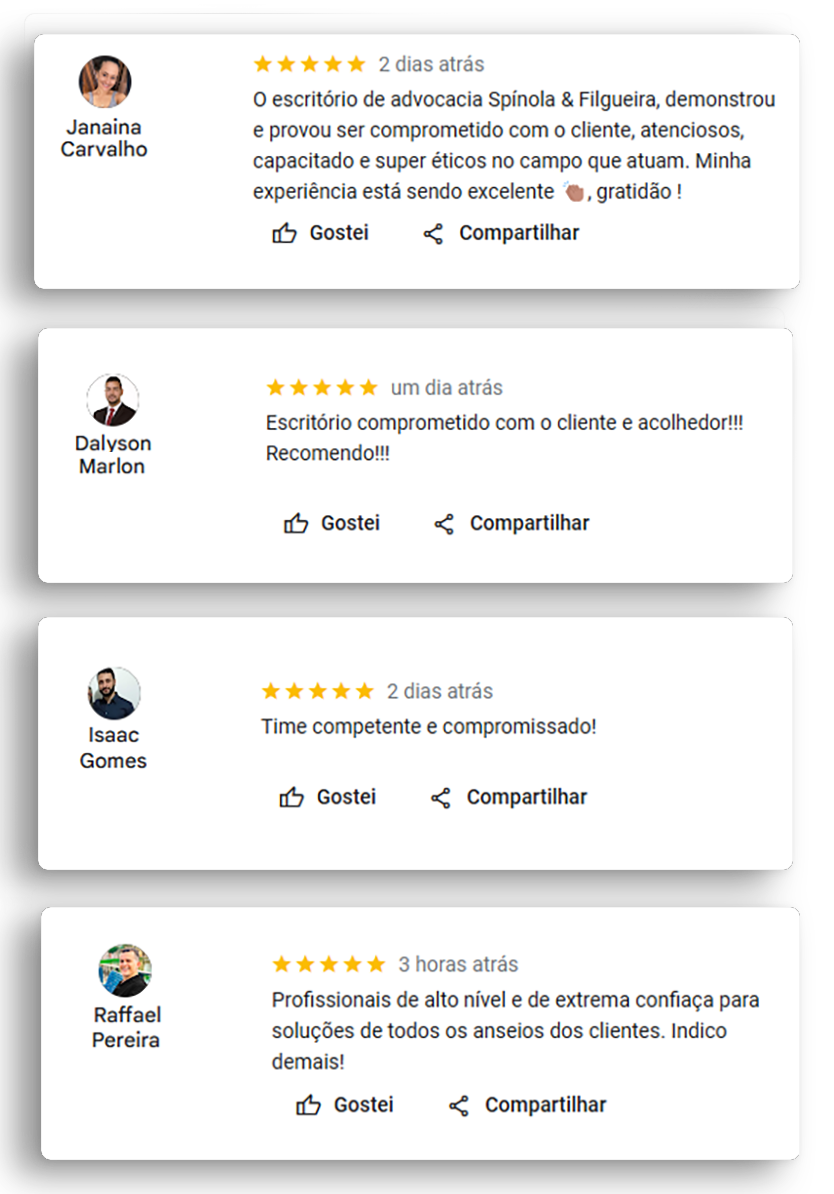 Janaina
Carvalho
2 dias atrás
O escritório de advocacia Spínola & Filgueira, demonstrou
e provou ser comprometido com o cliente, atenciosos,
capacitado e super éticos no campo que atuam. Minha
experiência está sendo excelente 👏🏽, gratidão !
Gostei Compartilhar
Dalyson
Marlon
um dia atrás
Escritório comprometido com o cliente e acolhedor!!!
Recomendo!!!
Gostei Compartilhar
Isaac
Gomes
2 dias atrás
Time competente e compromissado!
Gostei Compartilhar
Raffael
Pereira
3 horas atrás
Profissionais de alto nível e de extrema confiaça para
soluções de todos os anseios dos clientes. Indico
demais!
Gostei Compartilhar